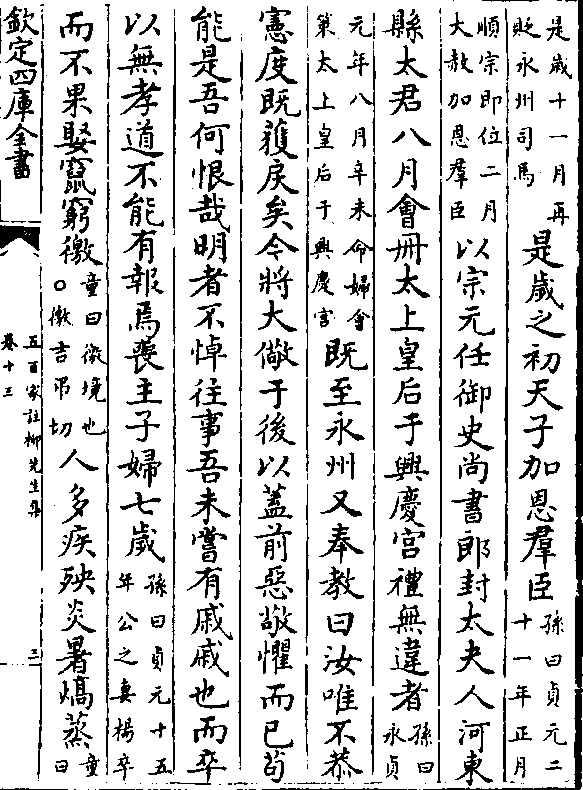 是歲十一月再
貶永州司馬
是歲之初天子加恩羣臣
孫曰貞元二
十一年正月
順宗即位二月
大赦加恩羣臣
以宗元任御史尚書郎封太夫人河東
縣太君八月會冊太上皇后于興慶宮禮無違者
孫曰
永貞
元年八月辛未命婦會
策太上皇后于興慶宮
既至永州又奉教曰汝唯不恭
憲度既獲戾矣今將大儆于後以蓋前惡敬懼而已苟
能是吾何恨哉明者不悼往事吾未嘗有戚戚也而卒
以無孝道不能有報焉喪主子婦七歲
孫曰貞元十五
年公之妻楊卒
而不果娶竄窮徼
童曰徼境也
○徼吉弔切
人多疾殃炎暑熇蒸
童
曰
欽定四庫全書
五百家註柳先生集
卷十三
三